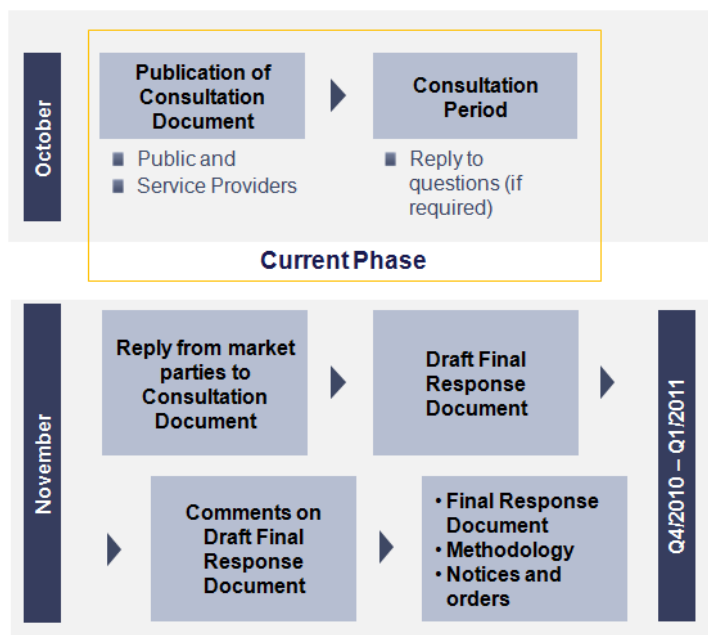 October
Publication of
Consultation
Document
Public and
Service Providers
Consultation
Period
Reply to
questions (if
required)
Current Phase
November
Reply from market
parties to
Consultation
Document
Draft Final
Response
Document
Comments on
Draft Final
Response
Document
• Final Response
Document
• Methodology
• Notices and
orders
Q4/2010 – Q1/2011